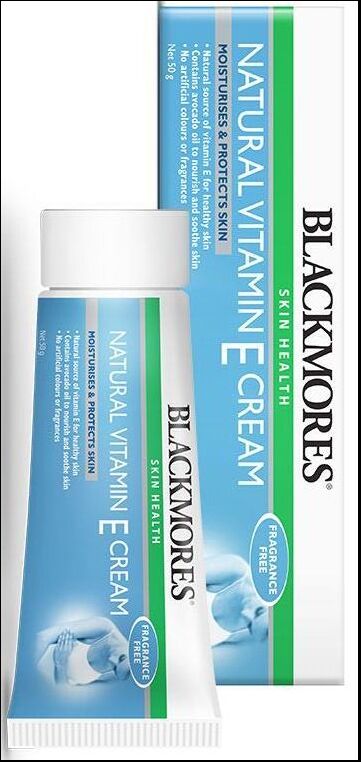 BLACKMORES®
SKIN HEALTH
NATURAL VITAMIN E CREAM
MOISTURISES & PROTECTS SKIN
• Natural source of vitamin E for healthy skin
• Contains avocado oil to nourish and soothe skin
• No artificial colours or fragrances
Net 50 g
FRAGRANCE
FREE
BLACKMORES®
SKIN HEALTH
NATURAL VITAMIN E CREAM
MOISTURISES & PROTECTS SKIN
• Natural source of vitamin E for healthy skin
• Contains avocado oil to nourish and soothe skin
• No artificial colours or fragrances
Net 50 g
FRAGRANCE
FREE